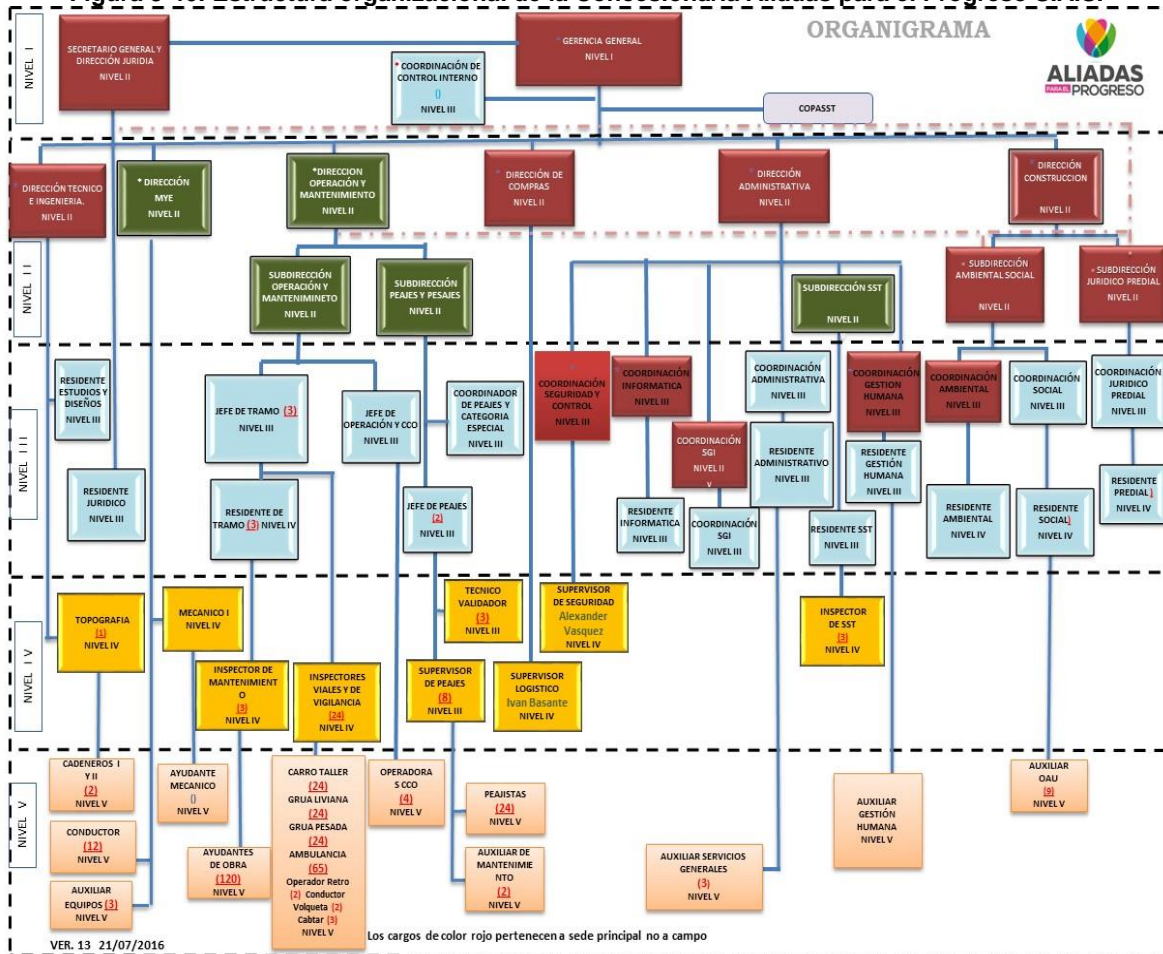 Figura 3-13. Estructura organizacional de la Concesionaria Aliadas para el Progreso S.A.S.
ORGANIGRAMA
ALIADAS
PARA EL PROGRESO
NIVEL I
SECRETARIO GENERAL Y
DIRECCIÓN JURIDIA
NIVEL II
* GERENCIA GENERAL
NIVEL I
* COORDINACIÓN DE
CONTROL INTERNO
()
NIVEL III
COPASST
NIVEL II
* DIRECCIÓN TECNICO
E INGENIERIA.
NIVEL II
* DIRECCIÓN
MYE
NIVEL II
*DIRECCION
OPERACIÓN Y
MANTENIMIENTO
NIVEL II
* DIRECCIÓN DE
COMPRAS
NIVEL II
* DIRECCIÓN
ADMINISTRATIVA
NIVEL II
* DIRECCIÓN
CONSTRUCCION
NIVEL II
SUBDIRECCIÓN
OPERACIÓN Y
MANTENIMINETO
NIVEL II
SUBDIRECCIÓN
PEAJES Y PESAJES
NIVEL II
SUBDIRECCIÓN SST
NIVEL II
* SUBDIRECCIÓN
AMBIENTAL SOCIAL
NIVEL II
* SUBDIRECCIÓN
JURIDICO PREDIAL
NIVEL II
NIVEL III
RESIDENTE
ESTUDIOS Y
DISEÑOS
NIVEL III
JEFE DE TRAMO (3)
NIVEL III
JEFE DE
OPERACIÓN Y CCO
NIVEL III
COORDINADOR
DE PEAJES Y
CATEGORIA
ESPECIAL
NIVEL III
*
COORDINACIÓN
SEGURIDAD Y
CONTROL
NIVEL III
*COORDINACIÓN
INFORMATICA
NIVEL III
COORDINACIÓN
SGI
NIVEL II
V
COORDINACIÓN
ADMINISTRATIVA
NIVEL III
*
COORDINACIÓN
GESTION
HUMANA
NIVEL III
COORDINACIÓN
AMBIENTAL
NIVEL III
COORDINACIÓN
SOCIAL
NIVEL III
COORDINACIÓN
JURIDICO
PREDIAL
NIVEL III
RESIDENTE
JURIDICO
NIVEL III
RESIDENTE DE
TRAMO (3) NIVEL IV
JEFE DE PEAJES
(2)
NIVEL III
RESIDENTE
INFORMATICA
NIVEL III
COORDINACIÓN
SGI
NIVEL III
RESIDENTE
ADMINISTRATIVO
NIVEL III
RESIDENTE
GESTIÓN
HUMANA
NIVEL III
RESIDENTE SST
NIVEL III
RESIDENTE
AMBIENTAL
NIVEL IV
RESIDENTE
SOCIAL)
NIVEL IV
RESIDENTE
PREDIAL)
NIVEL IV
NIVEL IV
TOPOGRAFIA
(1)
NIVEL IV
MECANICO I
NIVEL IV
INSPECTOR DE
MANTENIMIENT
O
(3)
NIVEL IV
INSPECTORES
VIALES Y DE
VIGILANCIA
(24)
NIVEL IV
TECNICO
VALIDADOR
(3)
NIVEL III
SUPERVISOR
DE PEAJES
(8)
NIVEL III
SUPERVISOR
DE SEGURIDAD
Alexander
Vasquez
NIVEL IV
SUPERVISOR
LOGISTICO
Ivan Basante
NIVEL IV
INSPECTOR
DE SST
(3)
NIVEL IV
NIVEL V
CADENEROS I
Y II
(2)
NIVEL V
CONDUCTOR
(12)
NIVEL V
AUXILIAR
EQUIPOS (3)
NIVEL V
AYUDANTE
MECANICO
()
NIVEL V
AYUDANTES
DE OBRA
(120)
NIVEL V
CARRO TALLER
(24)
GRUA LIVIANA
(24)
GRUA PESADA
(24)
AMBULANCIA
(65)
Operador Retro
(2) Conductor
Volqueta (2)
Cabtar (3)
NIVEL V
OPERADORA
S CCO
(4)
NIVEL V
PEAJISTAS
(24)
NIVEL V
AUXILIAR DE
MANTENIMIE
NTO
(2)
NIVEL V
AUXILIAR SERVICIOS
GENERALES
(3)
NIVEL V
AUXILIAR
GESTIÓN
HUMANA
NIVEL V
AUXILIAR
OAU
(9)
NIVEL V
VER. 13 21/07/2016
Los cargos de color rojo pertenecen a sede principal no a campo